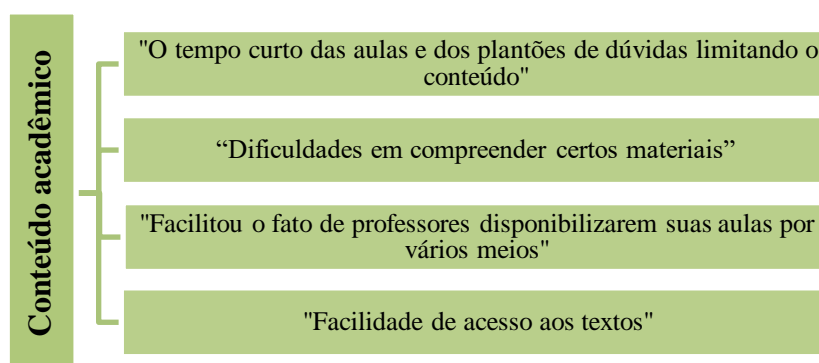 Conteúdo acadêmico
"O tempo curto das aulas e dos plantões de dúvidas limitando o
conteúdo"
“Dificuldades em compreender certos materiais”
"Facilitou o fato de professores disponibilizarem suas aulas por
vários meios"
"Facilidade de acesso aos textos"